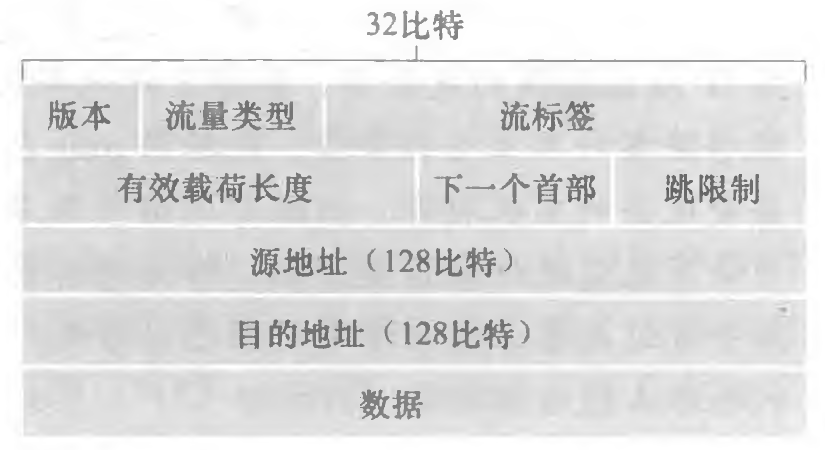 32比特
版本 流量类型 流标签
有效载荷长度 下一个首部 跳限制
源地址（128比特）
目的地址（128比特）
数据